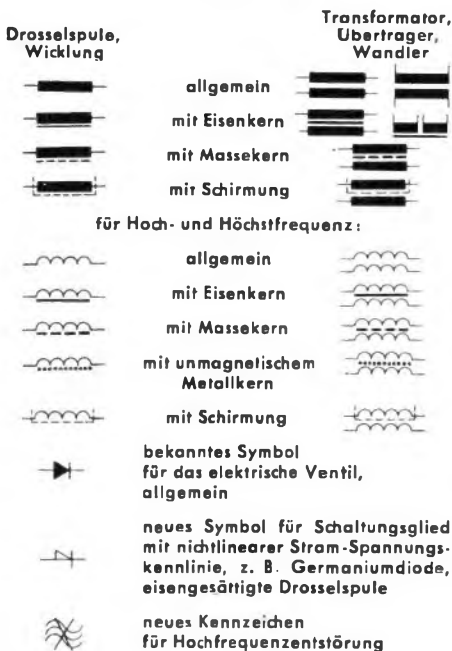 Drosselspule,
Wicklung
Transformator,
Übertrager,
Wandler
allgemein
mit Eisenkern
mit Massekern
mit Schirmung
für Hoch- und Höchstfrequenz:
allgemein
mit Eisenkern
mit Massekern
mit unmagnetischem
Metallkern
mit Schirmung
bekanntes Symbol
für das elektrische Ventil,
allgemein
neues Symbol für Schaltungsglied
mit nichtlinearer Strom-Spannungs-
kennlinie, z. B. Germaniumdiode,
eisengesättigte Drosselspule
neues Kennzeichen
für Hochfrequenzentstörung